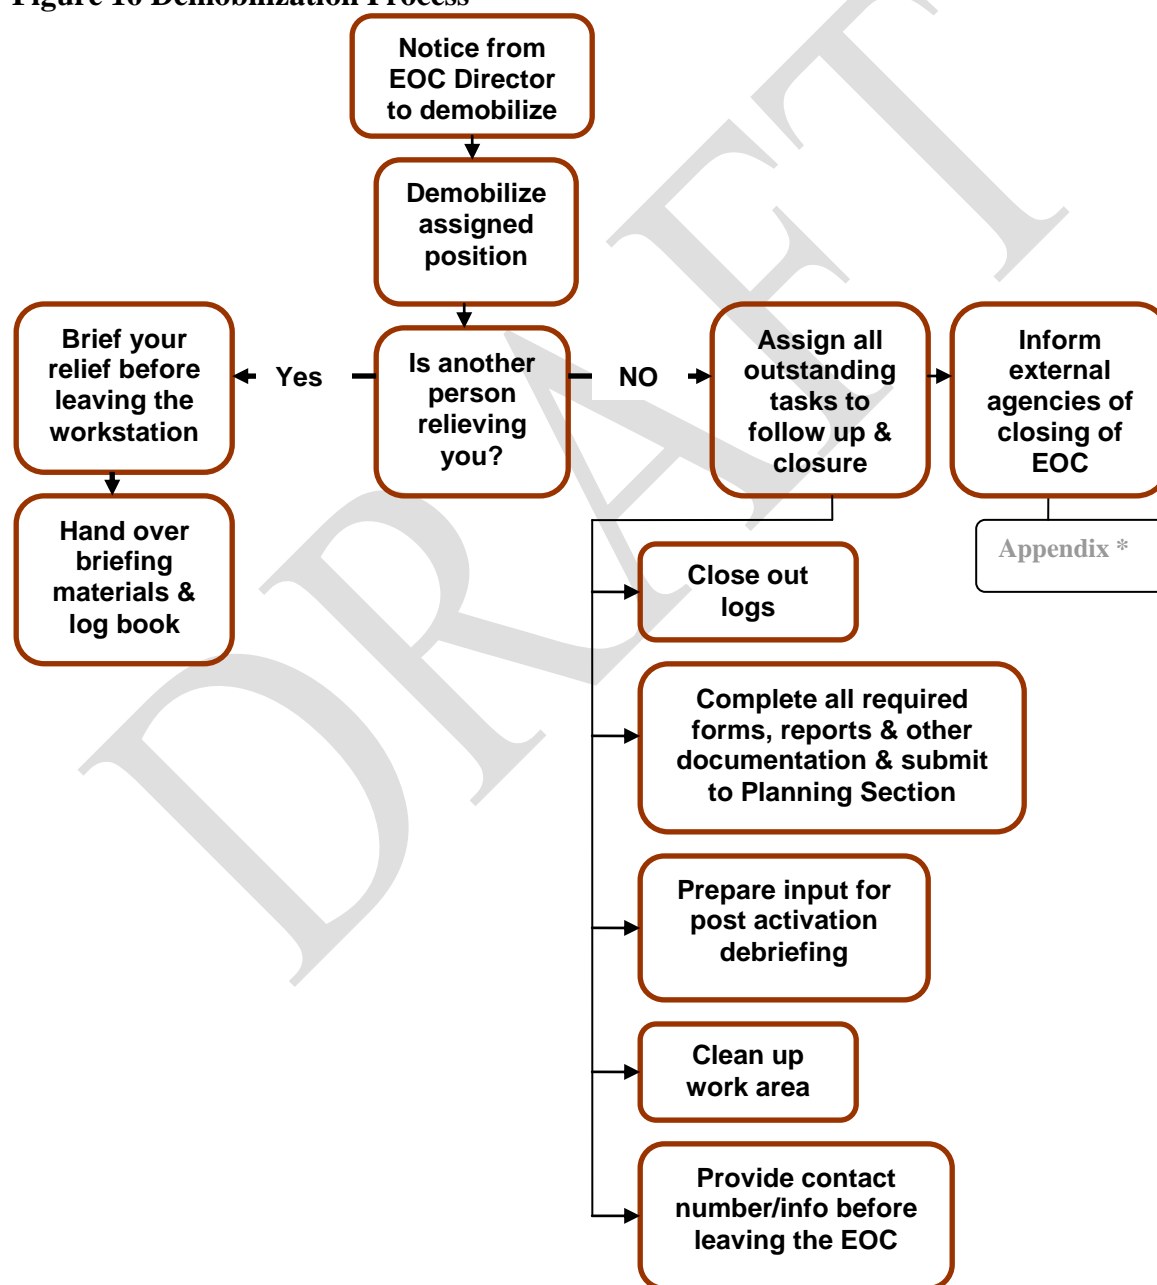 Figure 16 Demobilization Process
Notice from
EOC Director
to demobilize
Demobilize
assigned
position
Is another
person
relieving
you?
Yes
Brief your
relief before
leaving the
workstation
Hand over
briefing
materials &
log book
NO
Assign all
outstanding
tasks to
follow up &
closure
Inform
external
agencies of
closing of
EOC
Appendix *
Close out
logs
Complete all required
forms, reports & other
documentation & submit
to Planning Section
Prepare input for
post activation
debriefing
Clean up
work area
Provide contact
number/info before
leaving the EOC
DRAFT